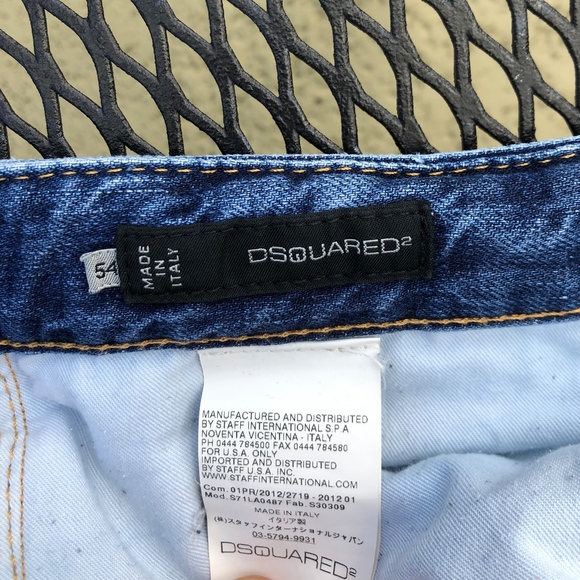 54
MADE
IN
ITALY
DSQUARED2
MANUFACTURED AND DISTRIBUTED
BY STAFF INTERNATIONAL S.P.A.
NOVENTA VICENTINA - ITALY
PH 0444 784500 FAX 0444 784580
FOR U.S.A. ONLY
IMPORTED AND DISTRIBUTED
BY STAFF U.S.A. INC.
WWW.STAFFINTERNATIONAL.COM
Com. 01PR/2012/2719 - 2012 01
Mod. S71LA0487 Fab. S30309
MADE IN ITALY
イタリア製
(株)スタッフインターナショナルジャパン
03-5794-9931
DSQUARED2